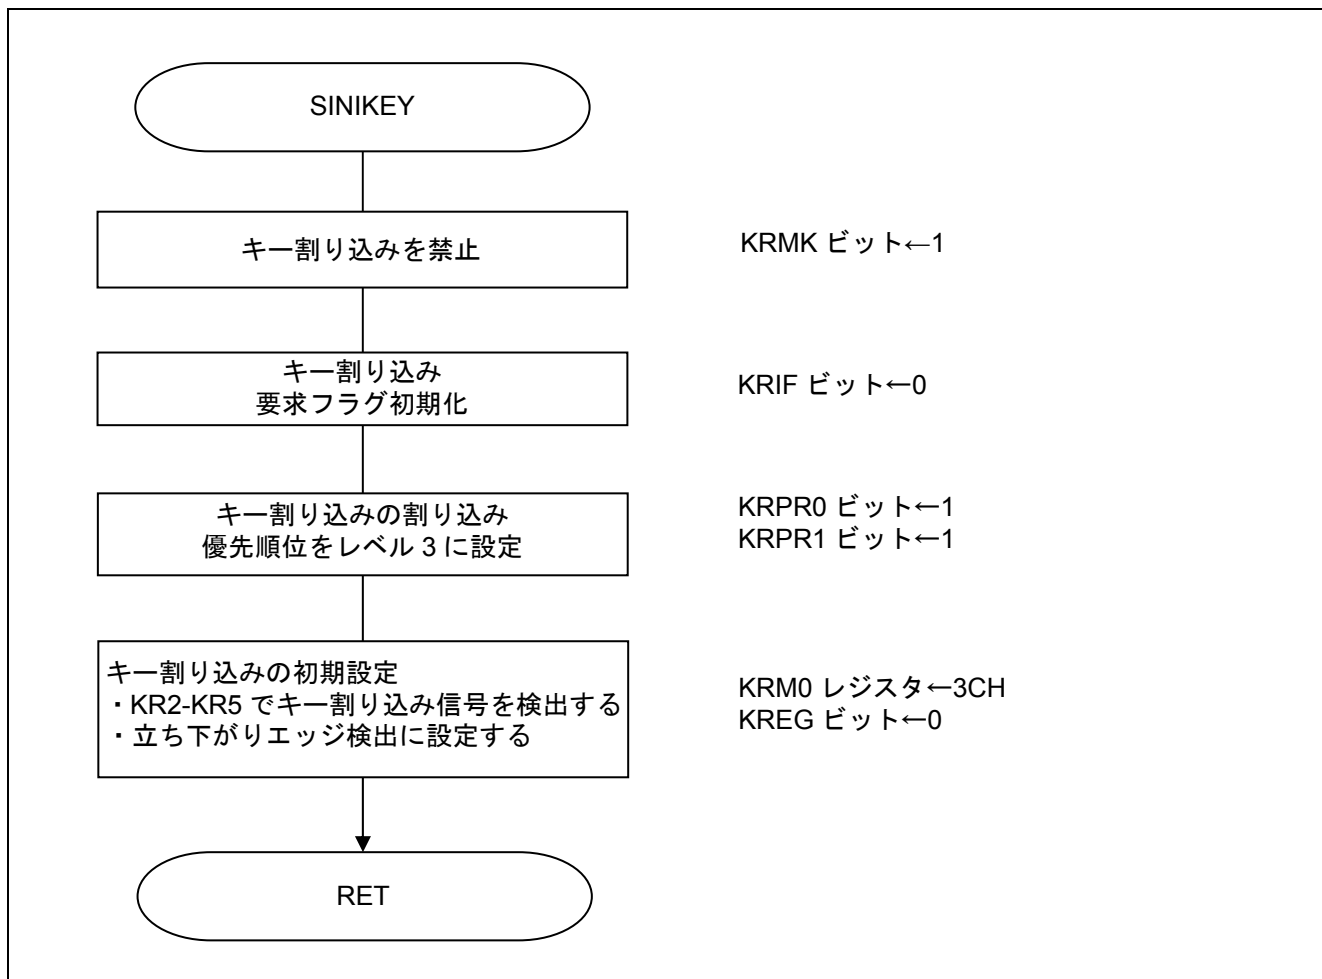 SINIKEY
キー割り込みを禁止
KRMK ビット←1
キー割り込み
要求フラグ初期化
KRIF ビット←0
キー割り込みの割り込み
優先順位をレベル 3 に設定
KRPR0 ビット←1
KRPR1 ビット←1
キー割り込みの初期設定
・KR2-KR5 でキー割り込み信号を検出する
・立ち下がりエッジ検出に設定する
KRM0 レジスタ←3CH
KREG ビット←0
RET